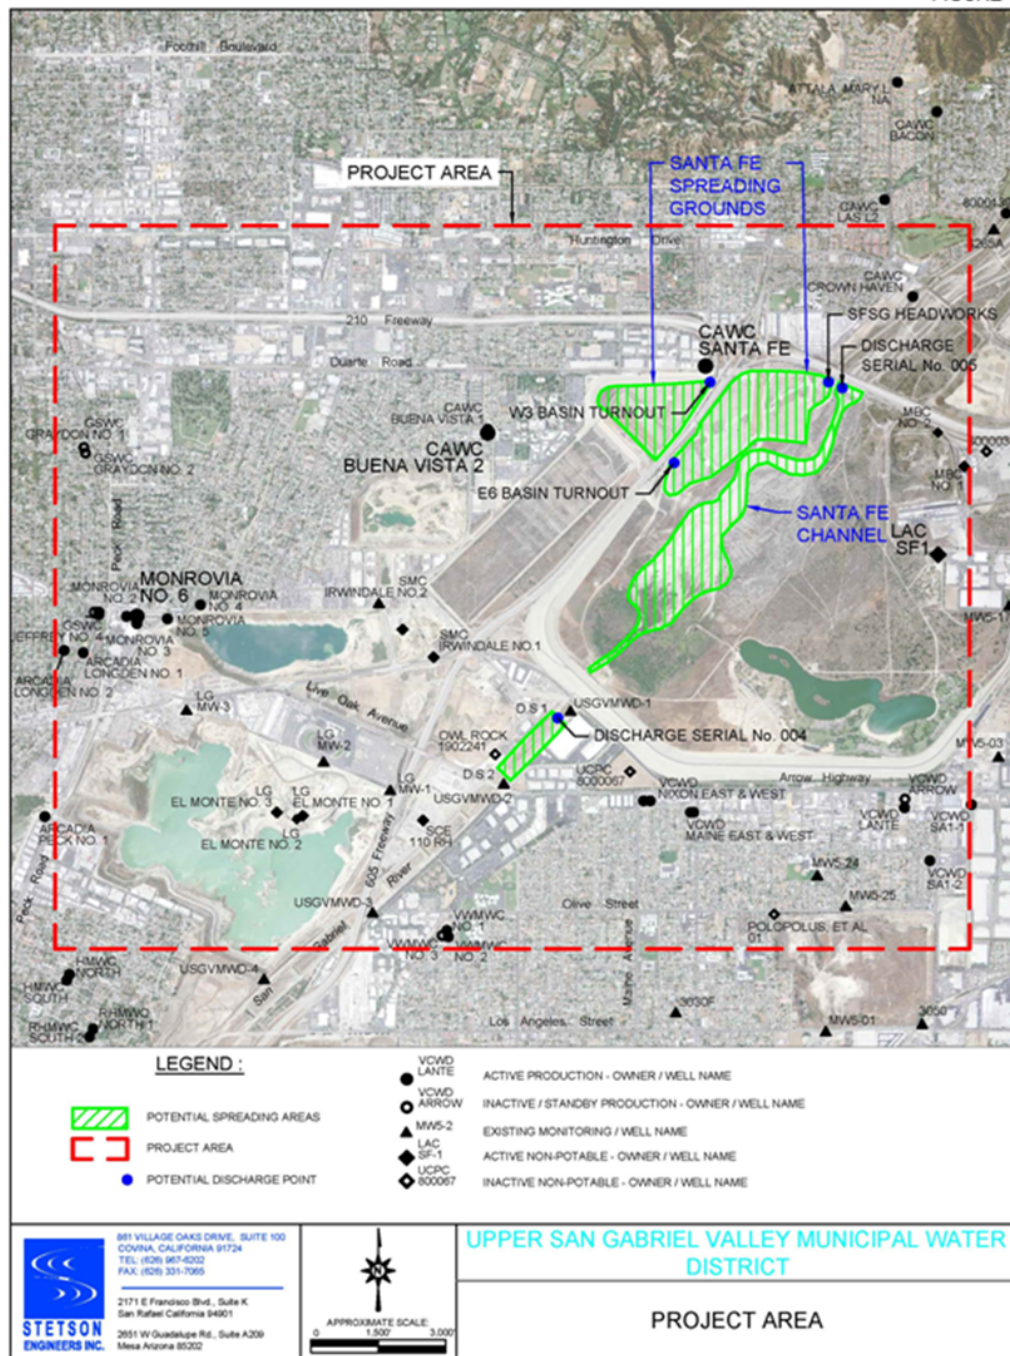 Foothill Boulevard
ATTALA, MARY L.
NA
CAWC
BACON
PROJECT AREA
SANTA FE
SPREADING
GROUNDS
CAWC
LAS L2
Huntington Drive
CAWC
CROWN HAVEN
210 Freeway
SFSG HEADWORKS
CAWC
SANTA FE
DISCHARGE
SERIAL No. 005
Duarte Road
W3 BASIN TURNOUT
CAWC
BUENA VISTA 1
MBC
NO. 2
GSWC
GRAYDON NO. 1
GSWC
GRAYDON NO. 2
CAWC
BUENA VISTA 2
MBC
NO. 1
E6 BASIN TURNOUT
Peck Road
SANTA FE
CHANNEL
LAC
SF1
MONROVIA
NO. 6
MONROVIA
NO. 2
MONROVIA
NO. 4
SMC
IRWINDALE NO.2
MW5-17
GSWC
JEFFREY NO. 4
MONROVIA
NO. 5
MONROVIA
NO. 3
SMC
IRWINDALE NO.1
ARCADIA
LONGDEN NO. 1
ARCADIA
LONGDEN NO. 2
LG
MW-3
Live Oak Avenue
D.S 1
USGVMWD-1
DISCHARGE SERIAL No. 004
LG
MW-2
OWL ROCK
1902241
MW5-03
D.S 2
UCPC
8000067
Arrow Highway
LG
MW-1
USGVMWD-2
VCWD
NIXON EAST & WEST
VCWD
ARROW
LG
EL MONTE NO. 3
LG
EL MONTE NO. 1
VCWD
MAINE EAST & WEST
VCWD
LANTE
VCWD
SA1-1
ARCADIA
PECK NO. 1
LG
EL MONTE NO. 2
SCE
110 RH
605 Freeway
Peck Road
MW5-24
VCWD
SA1-2
USGVMWD-3
Olive Street
MW5-25
San Gabriel River
VWMWC
NO. 1
VWMWC
NO. 3
VWMWC
NO. 2
POLOPOLUS, ET AL
01
Maine Avenue
HMWC
NORTH
HMWC
SOUTH
USGVMWD-4
3030F
RHMWC
NORTH 1
RHMWC
SOUTH 2
Los Angeles Street
MW5-01
3050
LEGEND :
POTENTIAL SPREADING AREAS
PROJECT AREA
POTENTIAL DISCHARGE POINT
VCWD
LANTE
ACTIVE PRODUCTION - OWNER / WELL NAME
VCWD
ARROW
INACTIVE / STANDBY PRODUCTION - OWNER / WELL NAME
MW5-2
EXISTING MONITORING / WELL NAME
LAC
SF-1
ACTIVE NON-POTABLE - OWNER / WELL NAME
UCPC
800067
INACTIVE NON-POTABLE - OWNER / WELL NAME
861 VILLAGE OAKS DRIVE, SUITE 100
COVINA, CALIFORNIA 91724
TEL: (626) 967-6202
FAX: (626) 331-7065
2171 E Francisco Blvd., Suite K
San Rafael California 94901
2651 W Guadalupe Rd., Suite A209
Mesa Arizona 85202
STETSON
ENGINEERS INC.
N
APPROXIMATE SCALE:
0 1,500' 3,000'
UPPER SAN GABRIEL VALLEY MUNICIPAL WATER
DISTRICT
PROJECT AREA